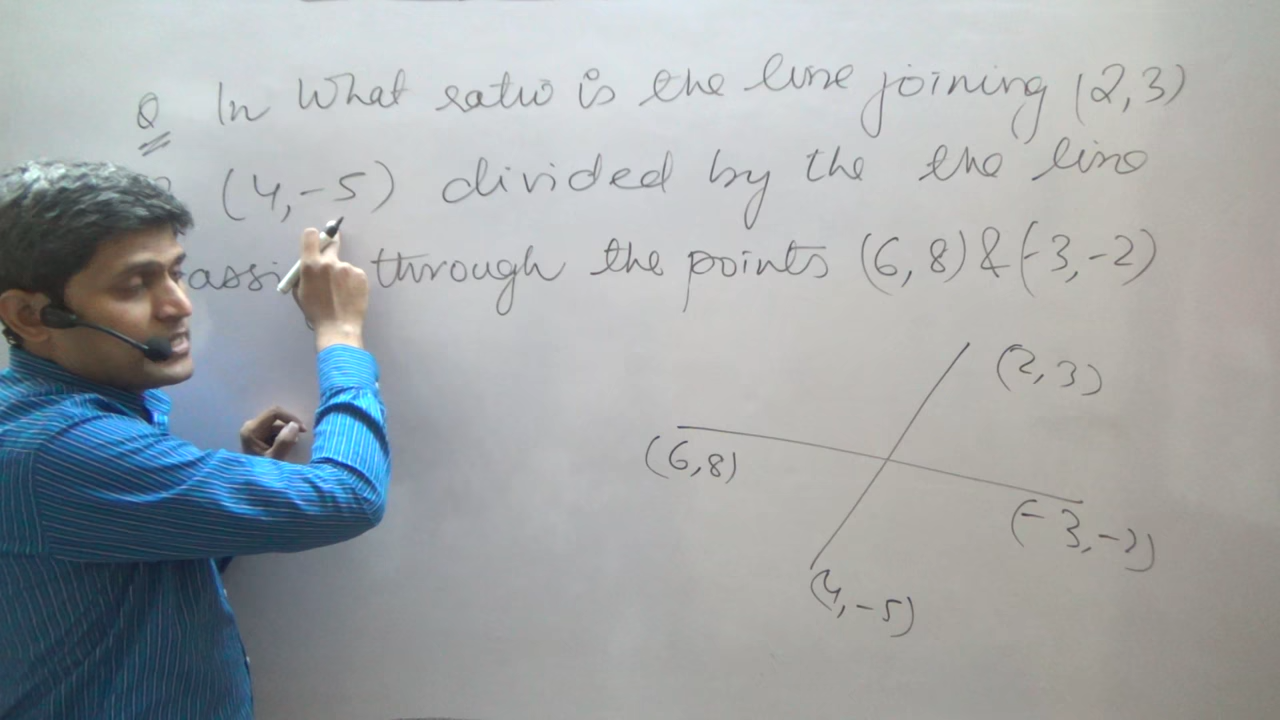 Q In What ratio is the line joining (2,3)
(4,-5) divided by the the line
through the points (6,8) & (-3,-2)
(2,3)
(6,8)
(-3,-2)
(4,-5)